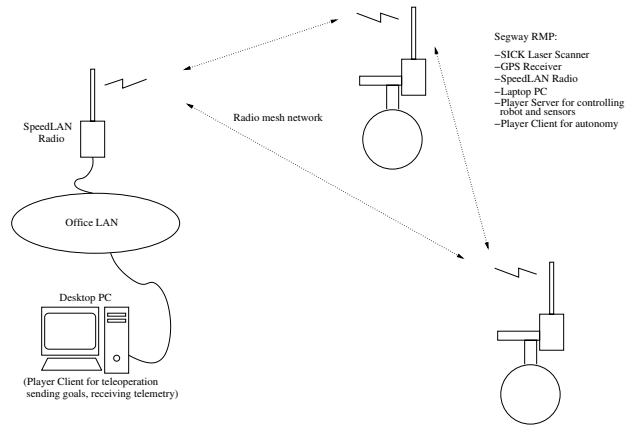 Segway RMP:
−SICK Laser Scanner
−GPS Receiver
−SpeedLAN Radio
−Laptop PC
−Player Server for controlling
robot and sensors
−Player Client for autonomy
Radio mesh network
SpeedLAN
Radio
Office LAN
Desktop PC
(Player Client for teleoperation
sending goals, receiving telemetry)